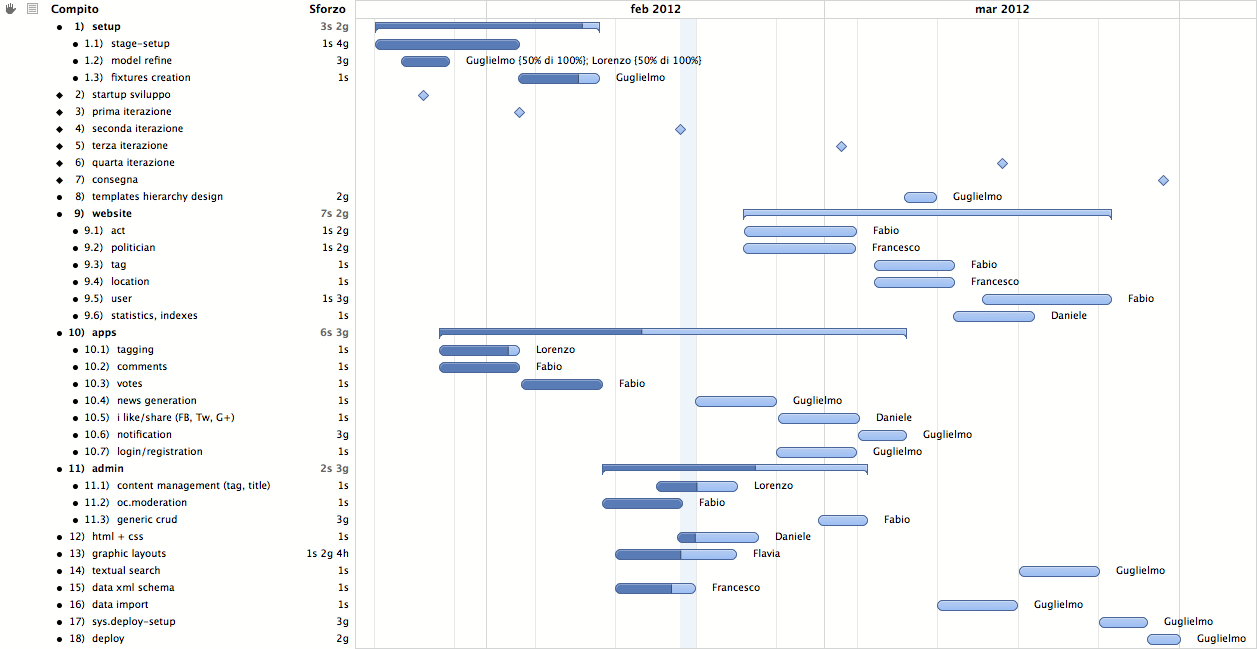 Compito Sforzo feb 2012 mar 2012
1) setup 3s 2g
1.1) stage-setup 1s 4g
1.2) model refine 3g Guglielmo {50% di 100%}; Lorenzo {50% di 100%}
1.3) fixtures creation 1s Guglielmo
2) startup sviluppo
3) prima iterazione
4) seconda iterazione
5) terza iterazione
6) quarta iterazione
7) consegna
8) templates hierarchy design 2g Guglielmo
9) website 7s 2g
9.1) act 1s 2g Fabio
9.2) politician 1s 2g Francesco
9.3) tag 1s Fabio
9.4) location 1s Francesco
9.5) user 1s 3g Fabio
9.6) statistics, indexes 1s Daniele
10) apps 6s 3g
10.1) tagging 1s Lorenzo
10.2) comments 1s Fabio
10.3) votes 1s Fabio
10.4) news generation 1s Guglielmo
10.5) i like/share (FB, Tw, G+) 1s Daniele
10.6) notification 3g Guglielmo
10.7) login/registration 1s Guglielmo
11) admin 2s 3g
11.1) content management (tag, title) 1s Lorenzo
11.2) oc.moderation 1s Fabio
11.3) generic crud 3g Fabio
12) html + css 1s Daniele
13) graphic layouts 1s 2g 4h Flavia
14) textual search 1s Guglielmo
15) data xml schema 1s Francesco
16) data import 1s Guglielmo
17) sys.deploy-setup 3g Guglielmo
18) deploy 2g Guglielmo